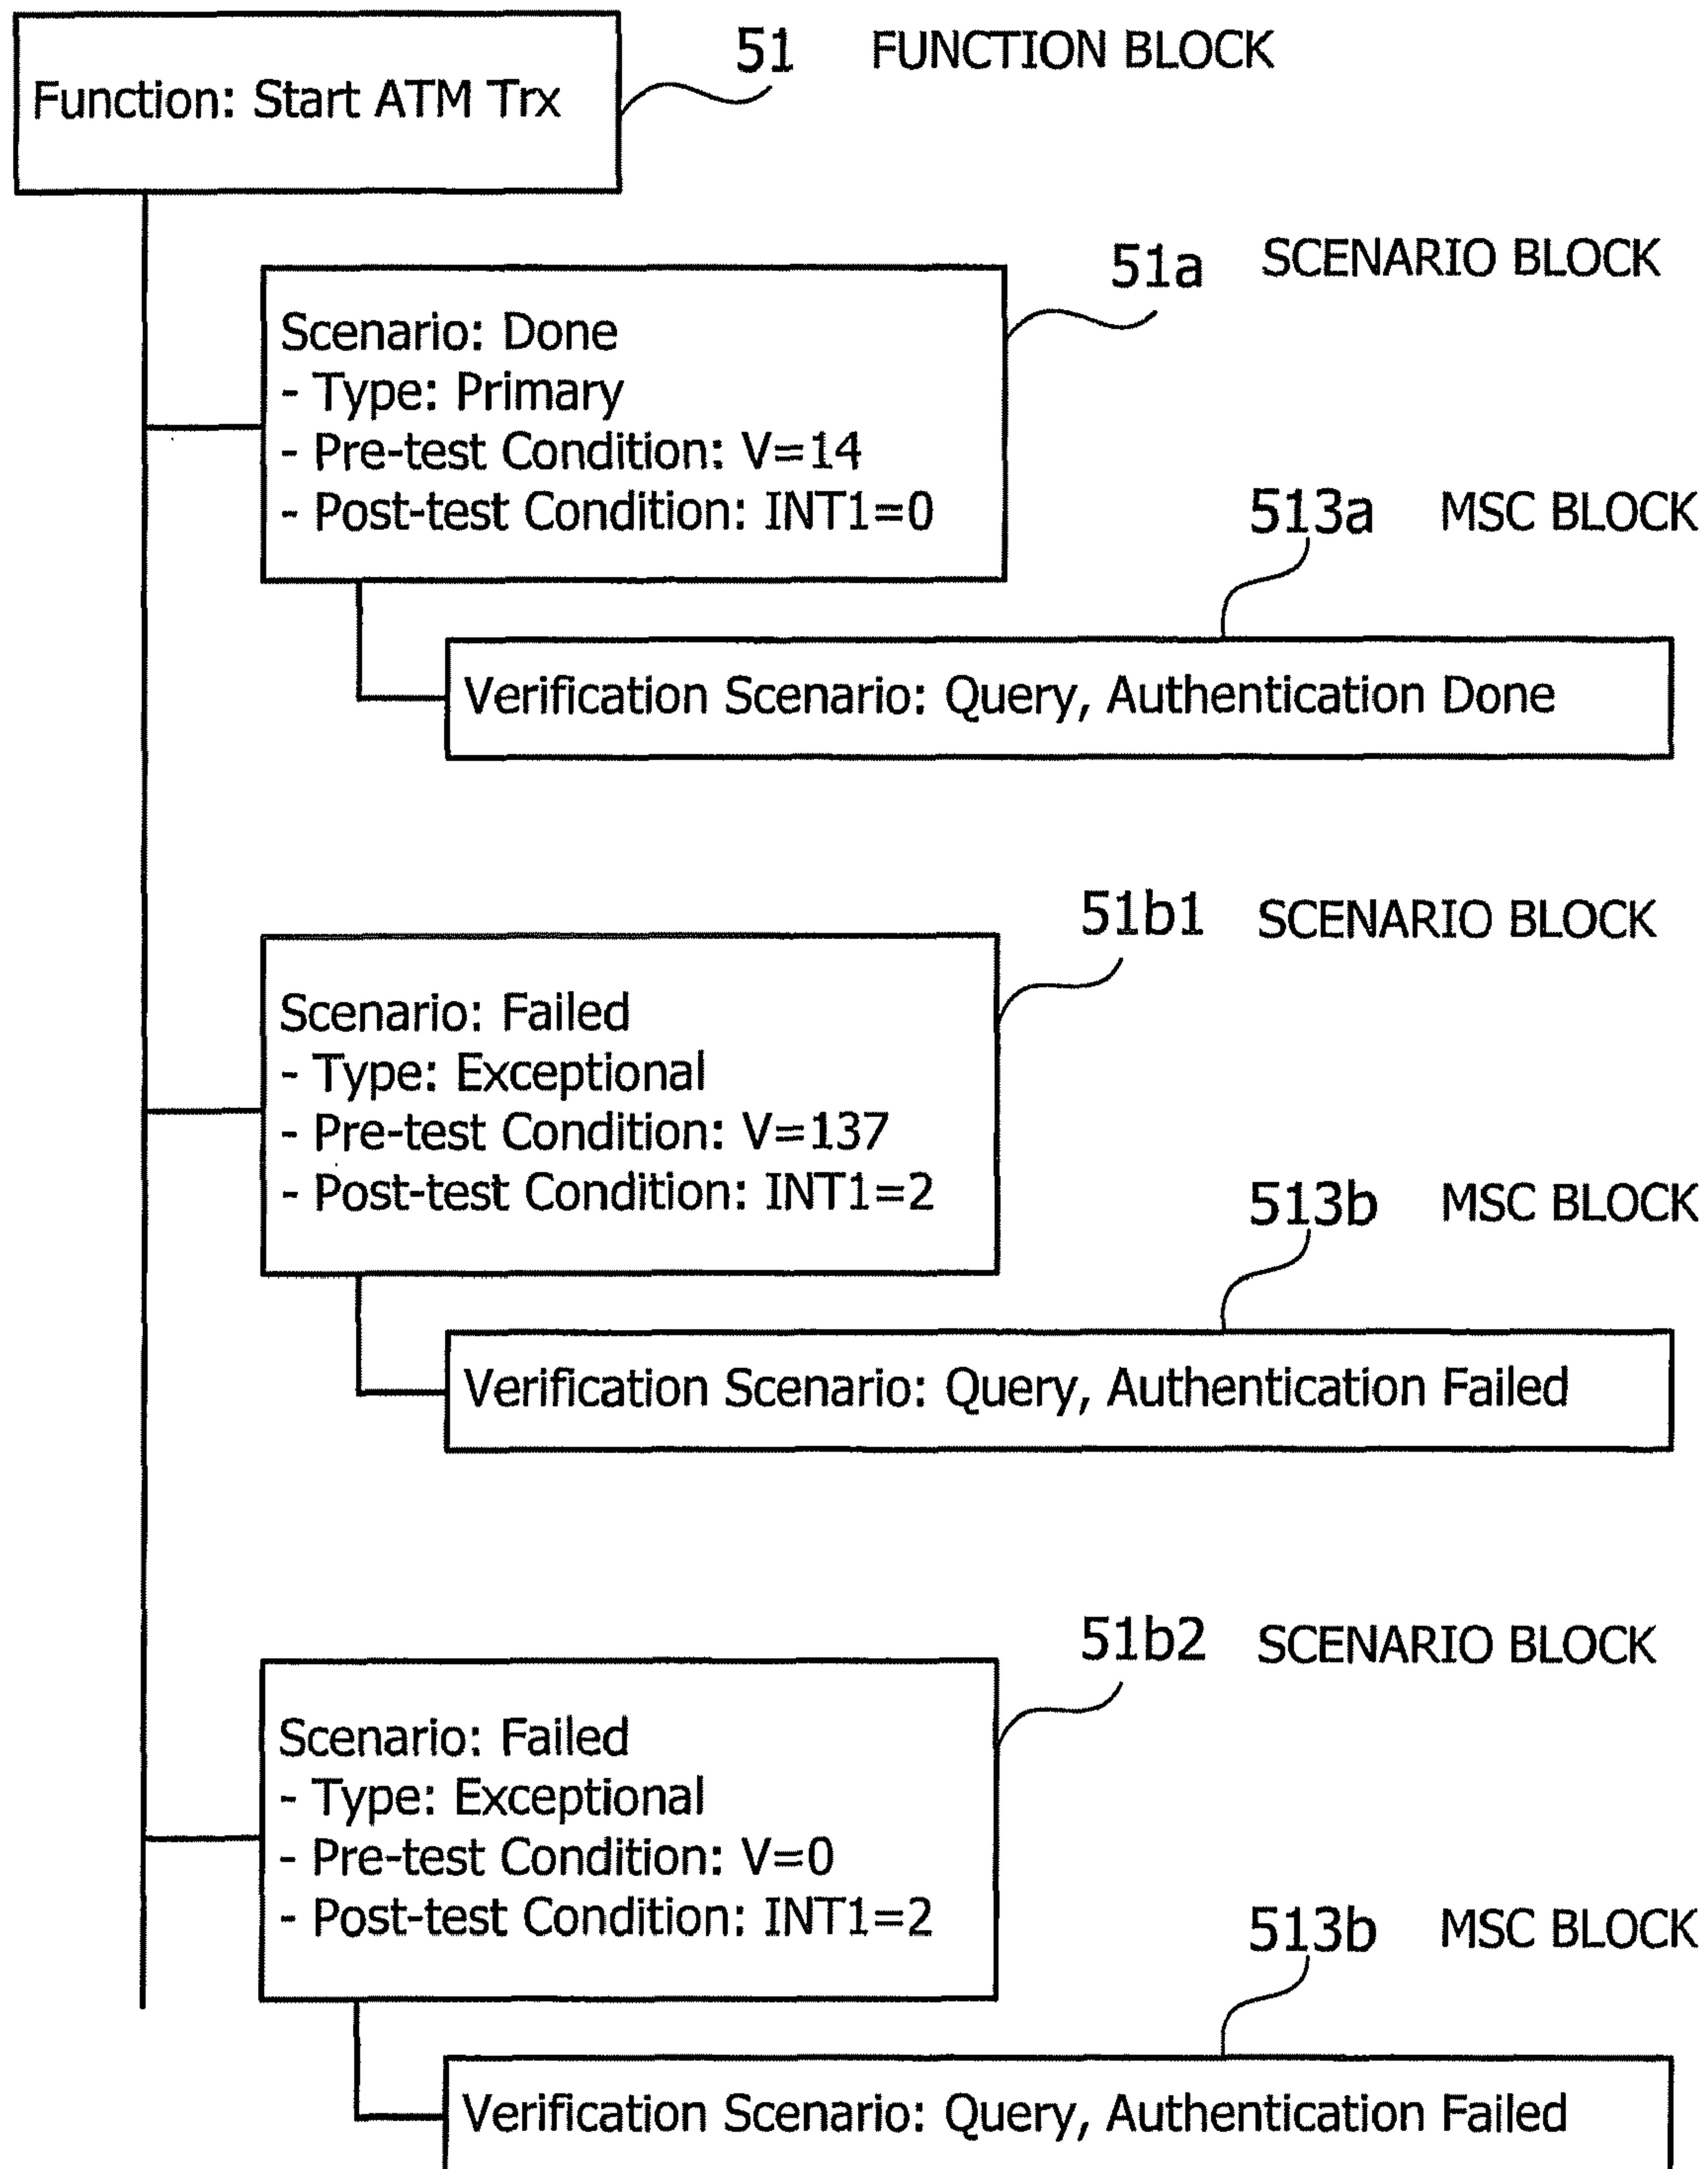 51 FUNCTION BLOCK
Function: Start ATM Trx
51a SCENARIO BLOCK
Scenario: Done
- Type: Primary
- Pre-test Condition: V=14
- Post-test Condition: INT1=0
513a MSC BLOCK
Verification Scenario: Query, Authentication Done
51b1 SCENARIO BLOCK
Scenario: Failed
- Type: Exceptional
- Pre-test Condition: V=137
- Post-test Condition: INT1=2
513b MSC BLOCK
Verification Scenario: Query, Authentication Failed
51b2 SCENARIO BLOCK
Scenario: Failed
- Type: Exceptional
- Pre-test Condition: V=0
- Post-test Condition: INT1=2
513b MSC BLOCK
Verification Scenario: Query, Authentication Failed